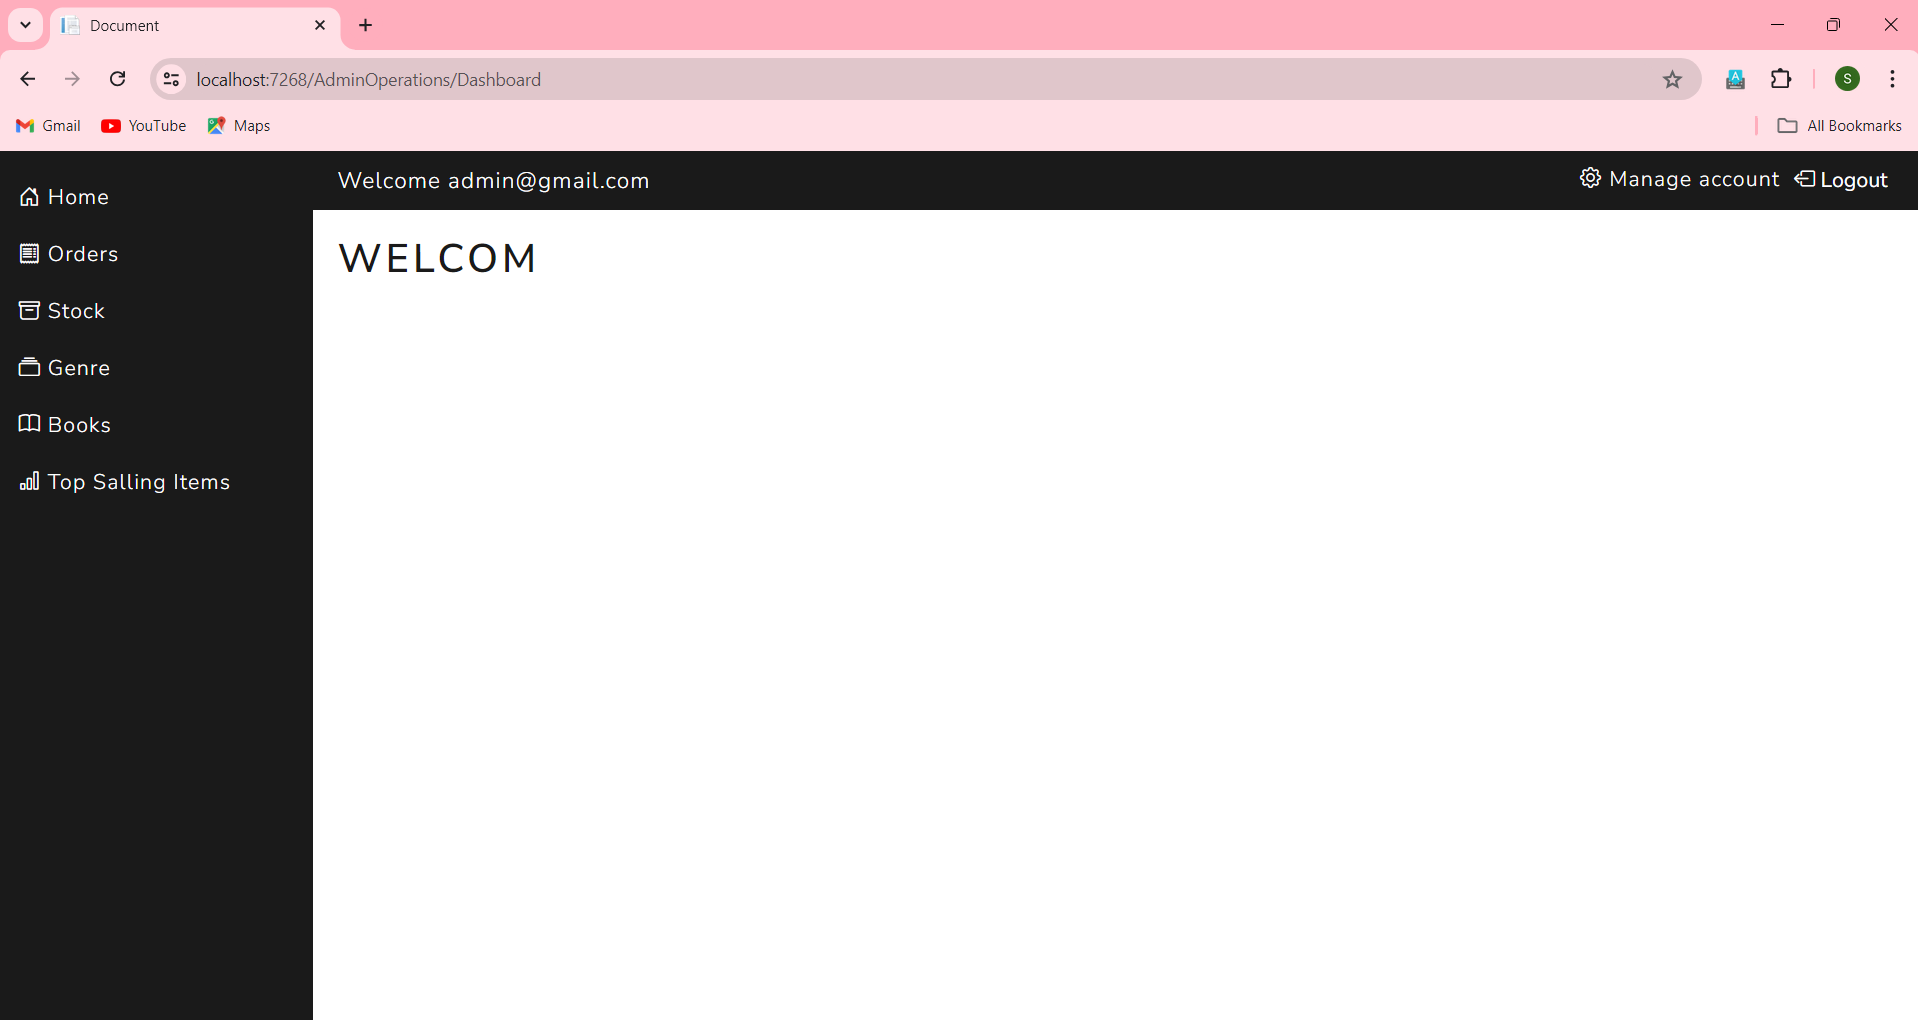 Document
localhost:7268/AdminOperations/Dashboard
S
Gmail YouTube Maps All Bookmarks
Welcome admin@gmail.com Manage account Logout
Home
Orders
Stock
Genre
Books
Top Salling Items
WELCOM